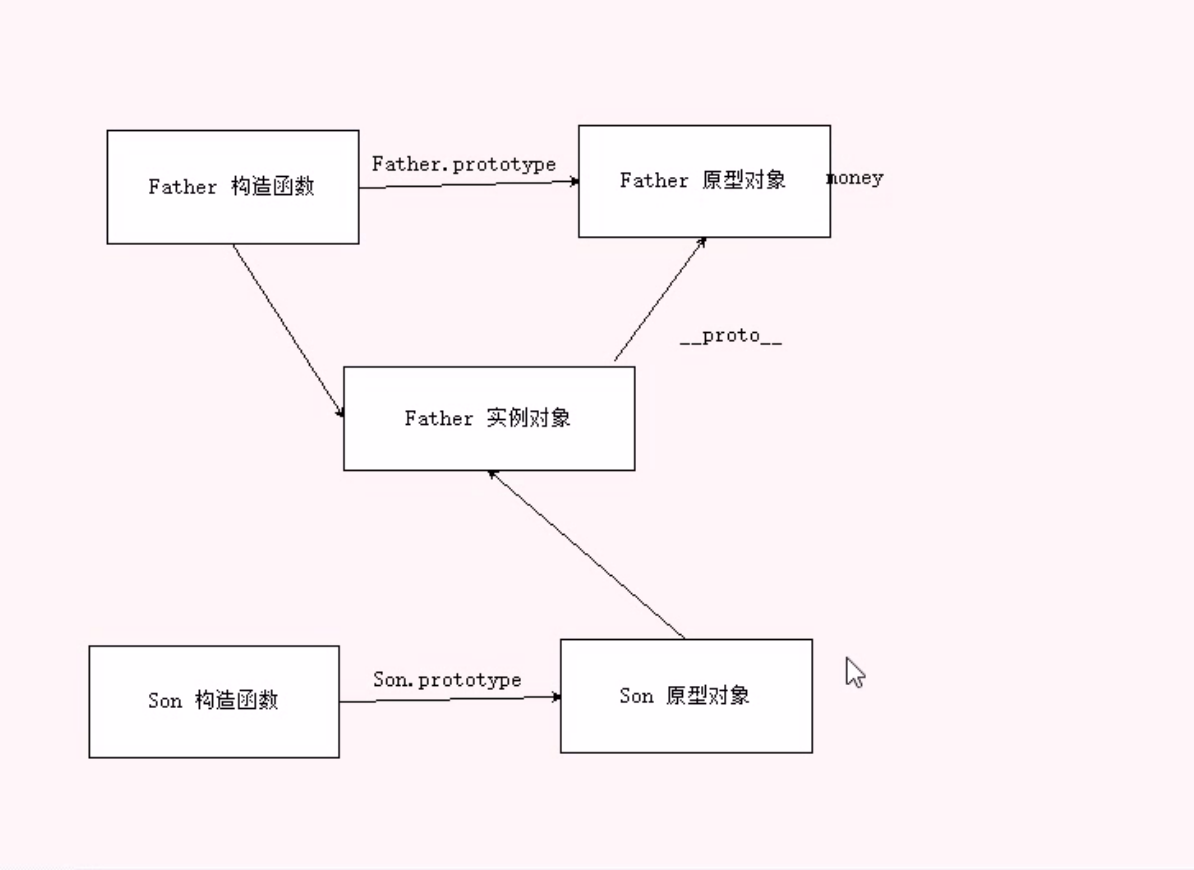 Father.prototype
Father 构造函数
Father 原型对象
money
__proto__
Father 实例对象
Son.prototype
Son 构造函数
Son 原型对象